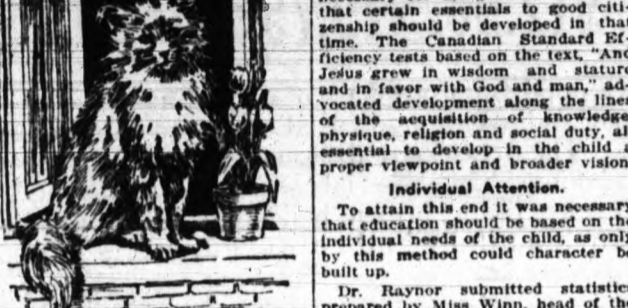 that certain essentials to good citi-
zenship should be developed in that
time. The Canadian Standard Ef-
ficiency tests based on the text, "And
Jesus grew in wisdom and stature
and in favor with God and man," ad-
vocated development along the lines
of the aequisition of knowledge,
physique, religion and social duty, al
essential to develop in the child a
proper viewpoint and broader vision
Individual Attention.
To attain this end it was necessary
that education should be based on the
individual needs of the child, as only
by this method could character be
built up.
Dr. Raynor submitted statistics
prepared by Miss Winn, head of the